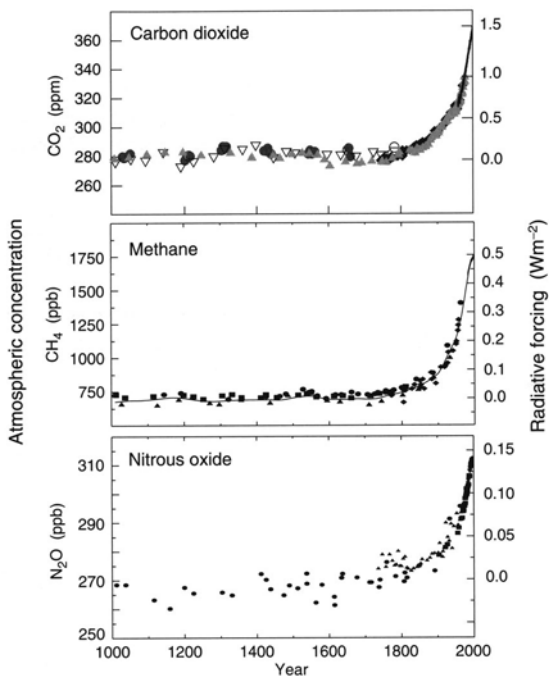 Carbon dioxide
360
340
320
300
280
260
CO₂ (ppm)
1.5
1.0
0.5
0.0
Methane
1750
1500
1250
1000
750
CH₄ (ppb)
0.5
0.4
0.3
0.2
0.1
0.0
Atmospheric concentration
Radiative forcing (Wm⁻²)
Nitrous oxide
310
290
270
250
N₂O (ppb)
0.15
0.10
0.05
0.0
1000 1200 1400 1600 1800 2000
Year